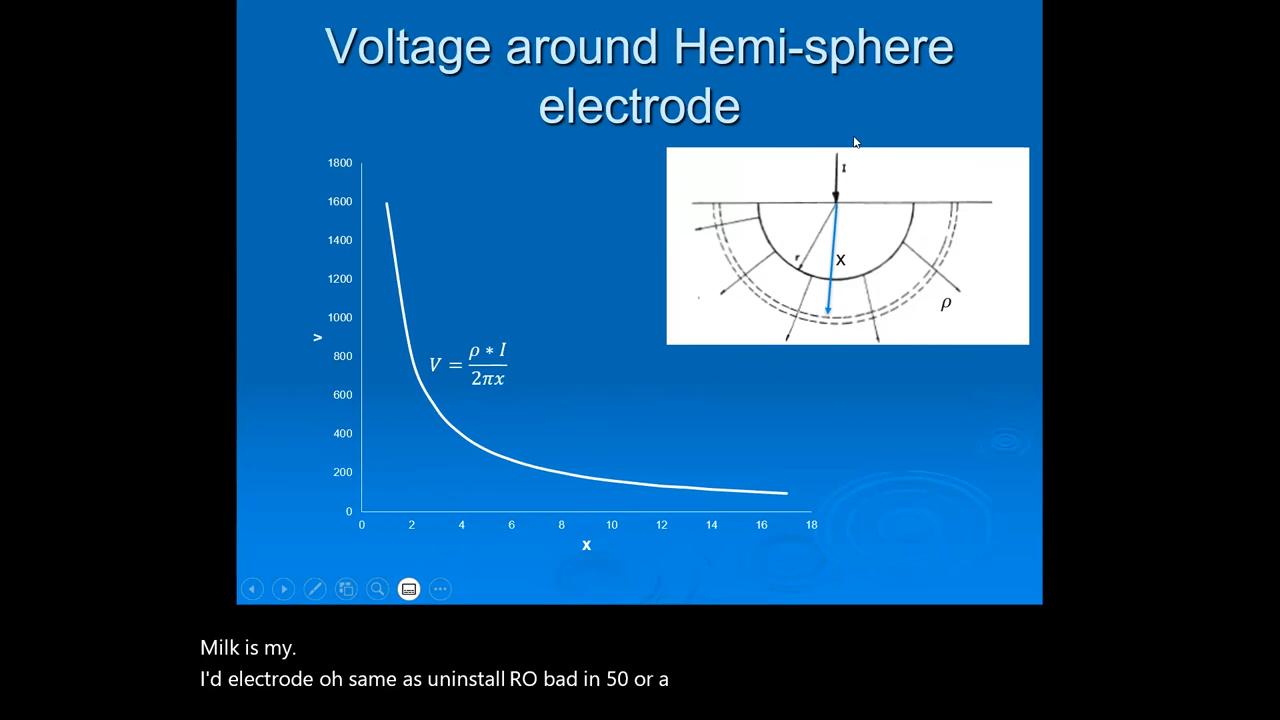 Voltage around Hemi-sphere
electrode
1800
1600
1400
1200
1000
800
600
400
200
0
V
V = ρ * I / 2πx
0 2 4 6 8 10 12 14 16 18
X
I
r
X
ρ
Milk is my.
I'd electrode oh same as uninstall RO bad in 50 or a